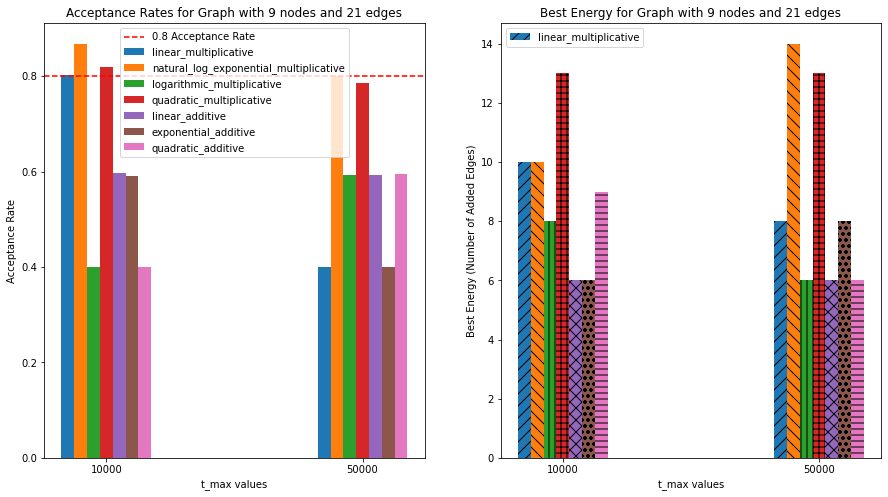 Acceptance Rates for Graph with 9 nodes and 21 edges
0.8 Acceptance Rate
linear_multiplicative
natural_log_exponential_multiplicative
logarithmic_multiplicative
quadratic_multiplicative
linear_additive
exponential_additive
quadratic_additive
Acceptance Rate
0.8
0.6
0.4
0.2
0.0
10000
50000
t_max values
Best Energy for Graph with 9 nodes and 21 edges
linear_multiplicative
Best Energy (Number of Added Edges)
14
12
10
8
6
4
2
0
10000
50000
t_max values